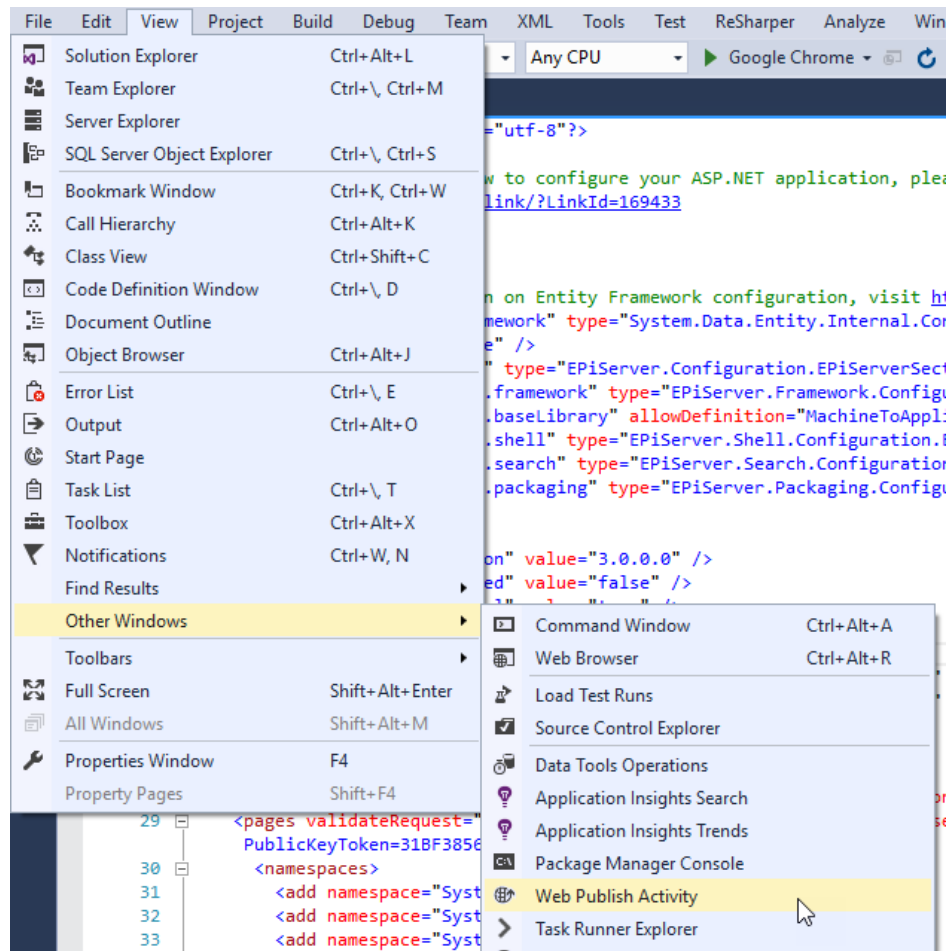 File Edit View Project Build Debug Team XML Tools Test ReSharper Analyze Win
Any CPU Google Chrome
Solution Explorer Ctrl+Alt+L
Team Explorer Ctrl+\, Ctrl+M
Server Explorer
SQL Server Object Explorer Ctrl+\, Ctrl+S
Bookmark Window Ctrl+K, Ctrl+W
Call Hierarchy Ctrl+Alt+K
Class View Ctrl+Shift+C
Code Definition Window Ctrl+\, D
Document Outline
Object Browser Ctrl+Alt+J
Error List Ctrl+\, E
Output Ctrl+Alt+O
Start Page
Task List Ctrl+\, T
Toolbox Ctrl+Alt+X
Notifications Ctrl+W, N
Find Results
Other Windows
Toolbars
Full Screen Shift+Alt+Enter
All Windows Shift+Alt+M
Properties Window F4
Property Pages Shift+F4
="utf-8"?>
w to configure your ASP.NET application, plea
link/?LinkId=169433
n on Entity Framework configuration, visit ht
mework" type="System.Data.Entity.Internal.Con
e" />
" type="EPiServer.Configuration.EPiServerSect
.framework" type="EPiServer.Framework.Configu
.baseLibrary" allowDefinition="MachineToAppli
.shell" type="EPiServer.Shell.Configuration.E
.search" type="EPiServer.Search.Configuration
.packaging" type="EPiServer.Packaging.Configu
on" value="3.0.0.0" />
ed" value="false" />
Command Window Ctrl+Alt+A
Web Browser Ctrl+Alt+R
Load Test Runs
Source Control Explorer
Data Tools Operations
Application Insights Search
Application Insights Trends
Package Manager Console
Web Publish Activity
Task Runner Explorer
29 <pages validateRequest="
PublicKeyToken=31BF3856
30 <namespaces>
31 <add namespace="Syst
32 <add namespace="Syst
33 <add namespace="Syst